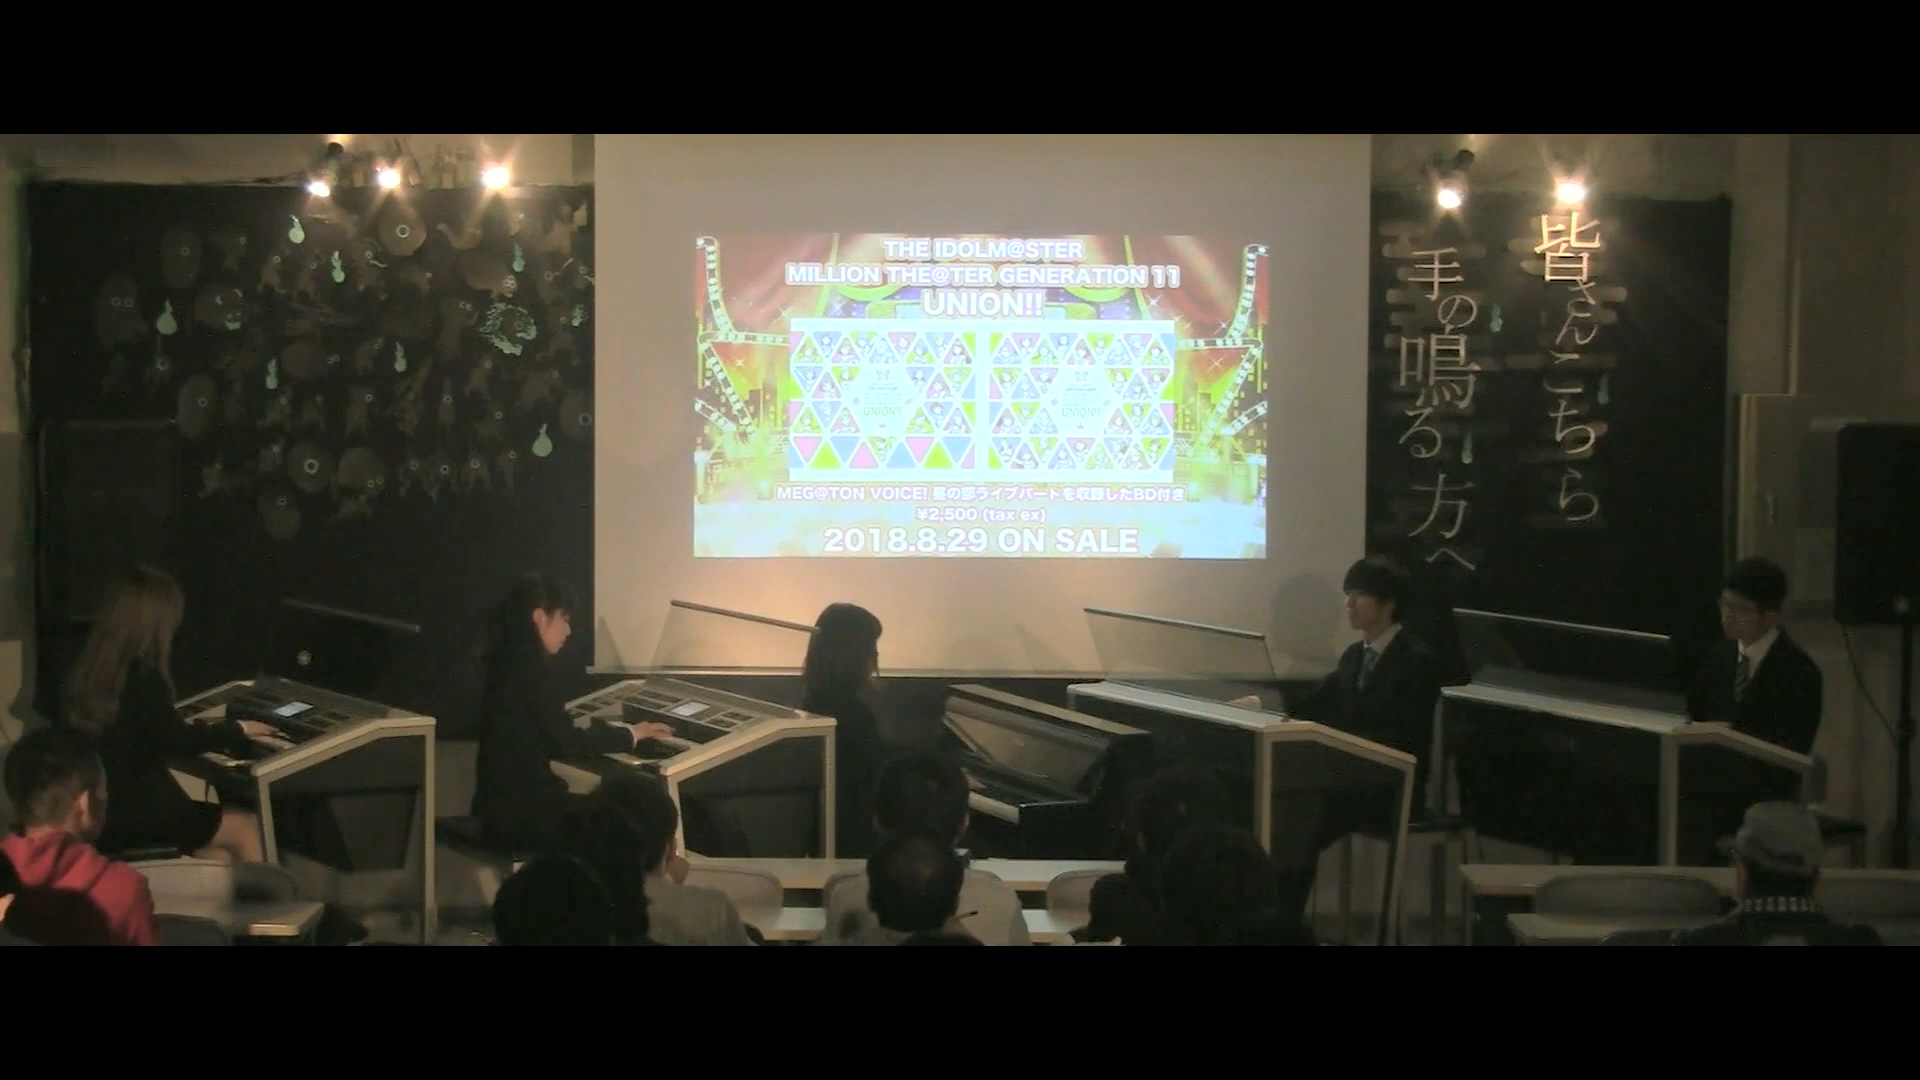 THE IDOLM@STER
MILLION THE@TER GENERATION 11
UNION!!
UNION!!
UNION!!
MEG@TON VOICE! 昼の部ライブパートを収録したBD付き
¥2,500 (tax ex)
2018.8.29 ON SALE
皆さんこちら
手の鳴る方へ